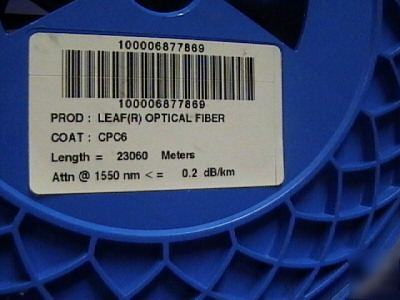 100006877869
100006877869
PROD : LEAF(R) OPTICAL FIBER
COAT : CPC6
Length = 23060 Meters
Attn @ 1550 nm < = 0.2 dB/km